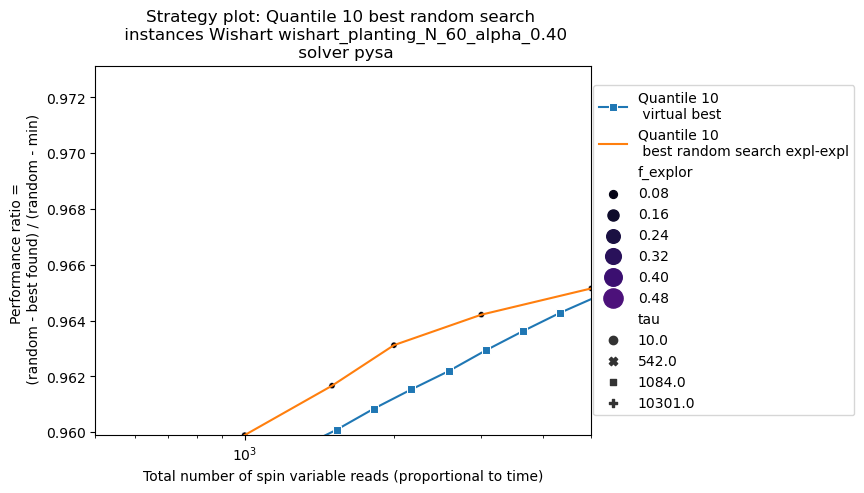 Strategy plot: Quantile 10 best random search
instances Wishart wishart_planting_N_60_alpha_0.40
solver pysa
Performance ratio =
(random - best found) / (random - min)
0.972
0.970
0.968
0.966
0.964
0.962
0.960
10^3
Total number of spin variable reads (proportional to time)
Quantile 10
virtual best
Quantile 10
best random search expl-expl
f_explor
0.08
0.16
0.24
0.32
0.40
0.48
tau
10.0
542.0
1084.0
10301.0